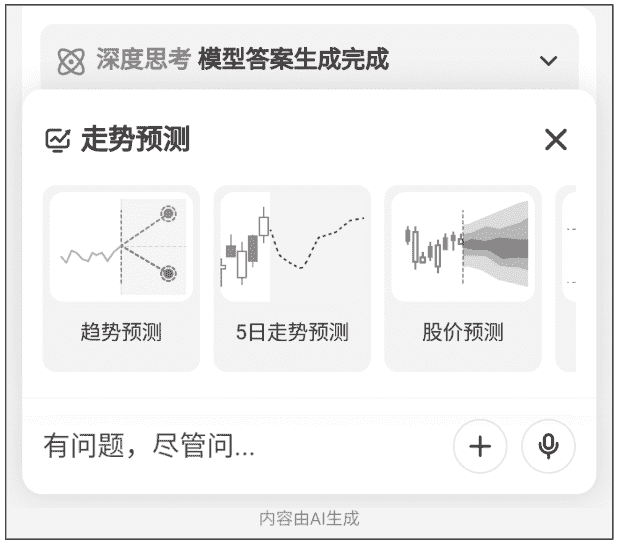 深度思考 模型答案生成完成
走势预测
趋势预测
5日走势预测
股价预测
有问题，尽管问...
内容由AI生成